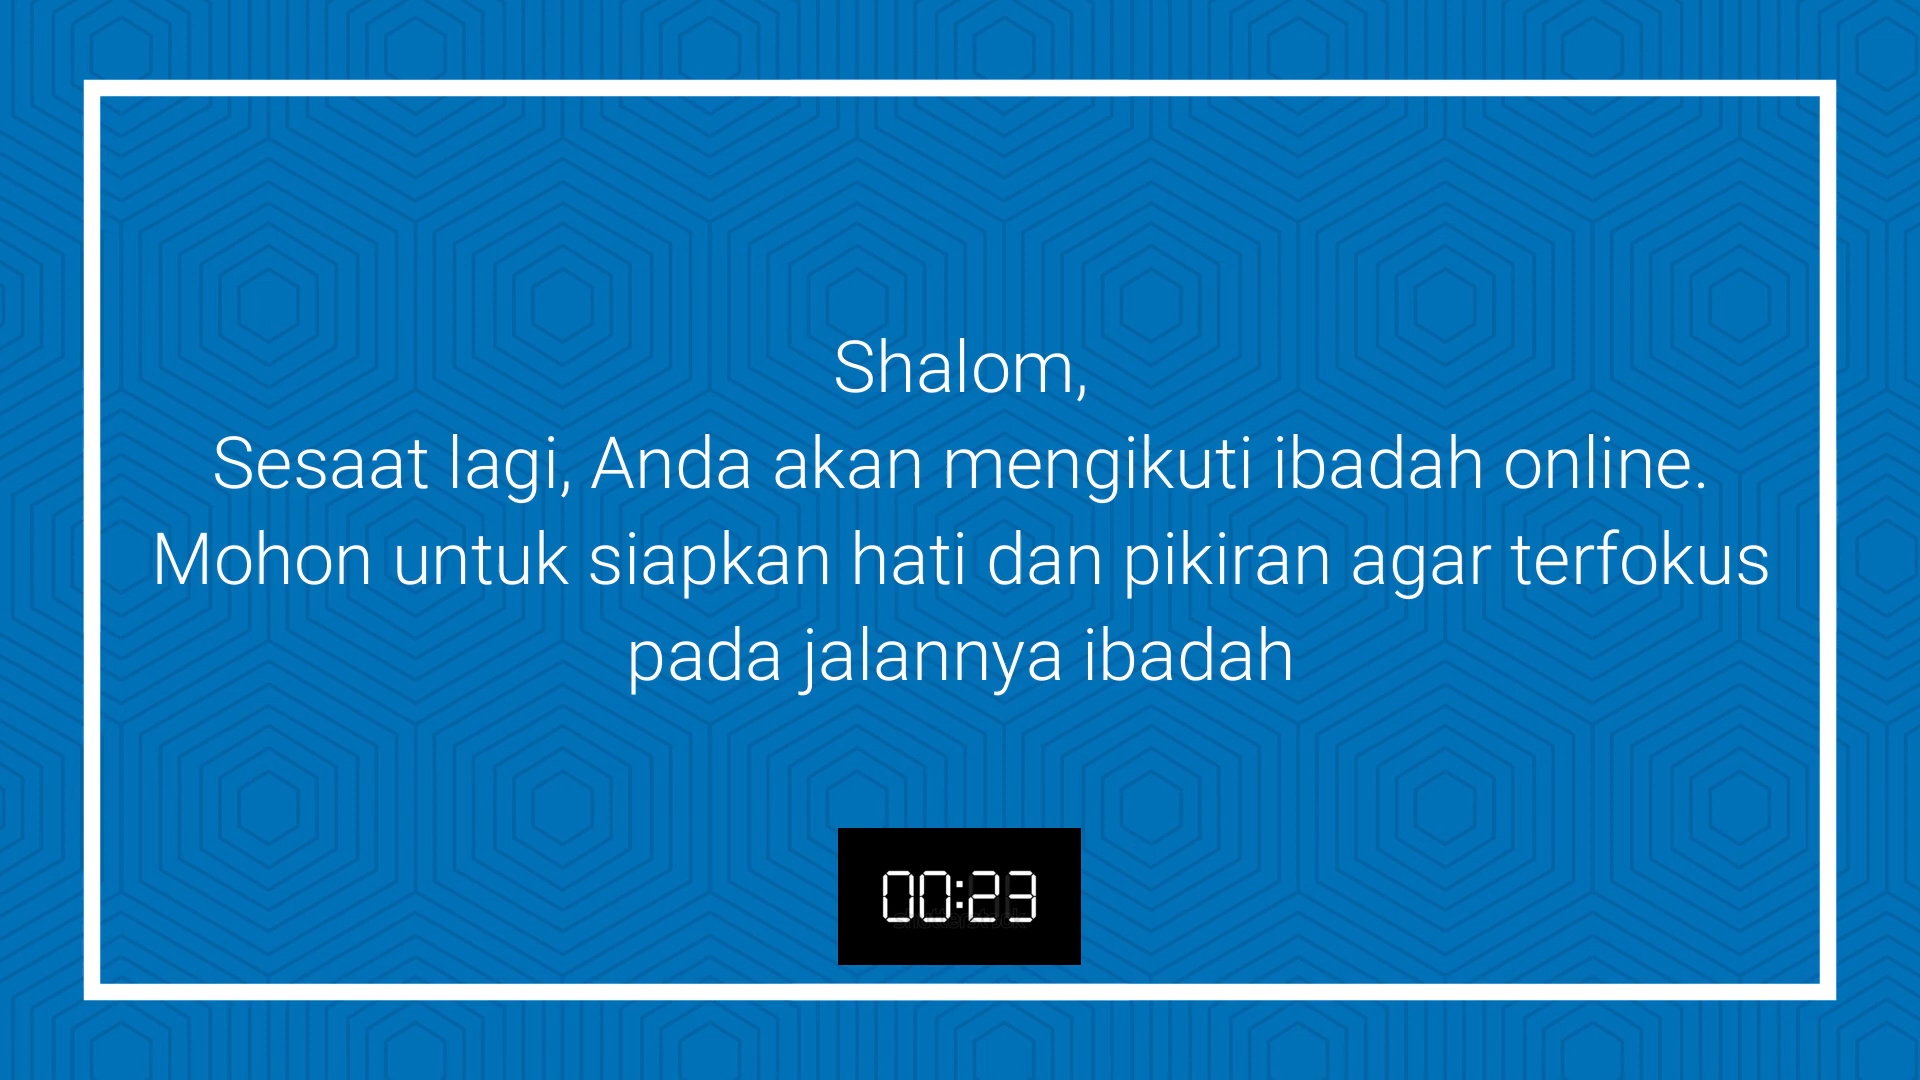 Shalom,
Sesaat lagi, Anda akan mengikuti ibadah online.
Mohon untuk siapkan hati dan pikiran agar terfokus
pada jalannya ibadah
00:23